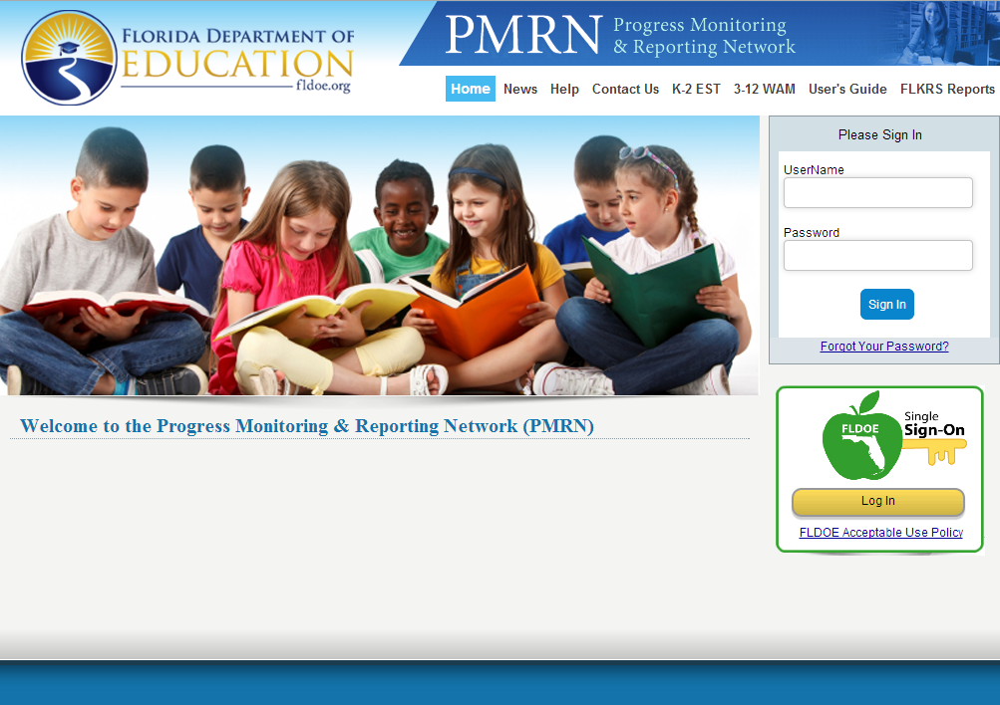 FLORIDA DEPARTMENT OF
EDUCATION
fldoe.org
PMRN Progress Monitoring
& Reporting Network
Home News Help Contact Us K-2 EST 3-12 WAM User's Guide FLKRS Reports
Please Sign In
UserName
Password
Sign In
Forgot Your Password?
Welcome to the Progress Monitoring & Reporting Network (PMRN)
FLDOE
Single
Sign-On
Log In
FLDOE Acceptable Use Policy